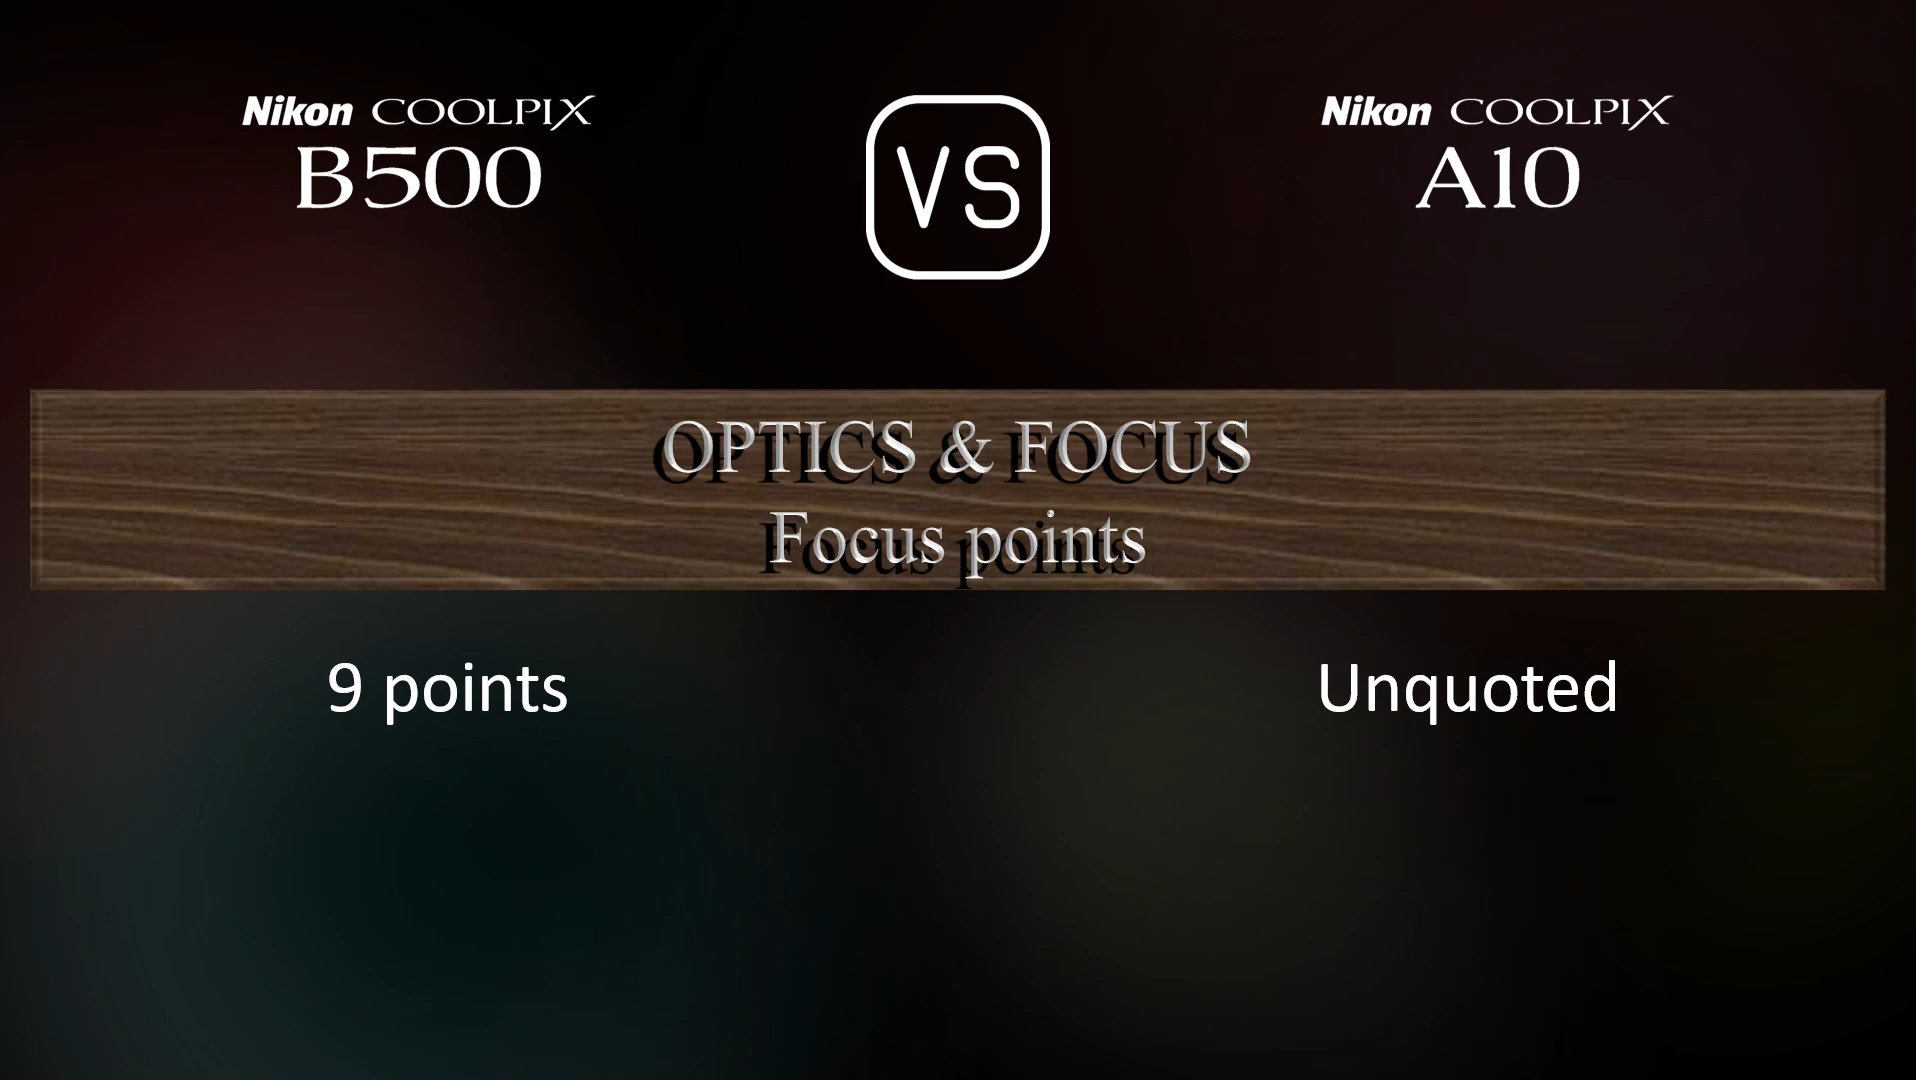 Nikon COOLPIX
B500
VS
Nikon COOLPIX
A10
OPTICS & FOCUS
Focus points
9 points
Unquoted